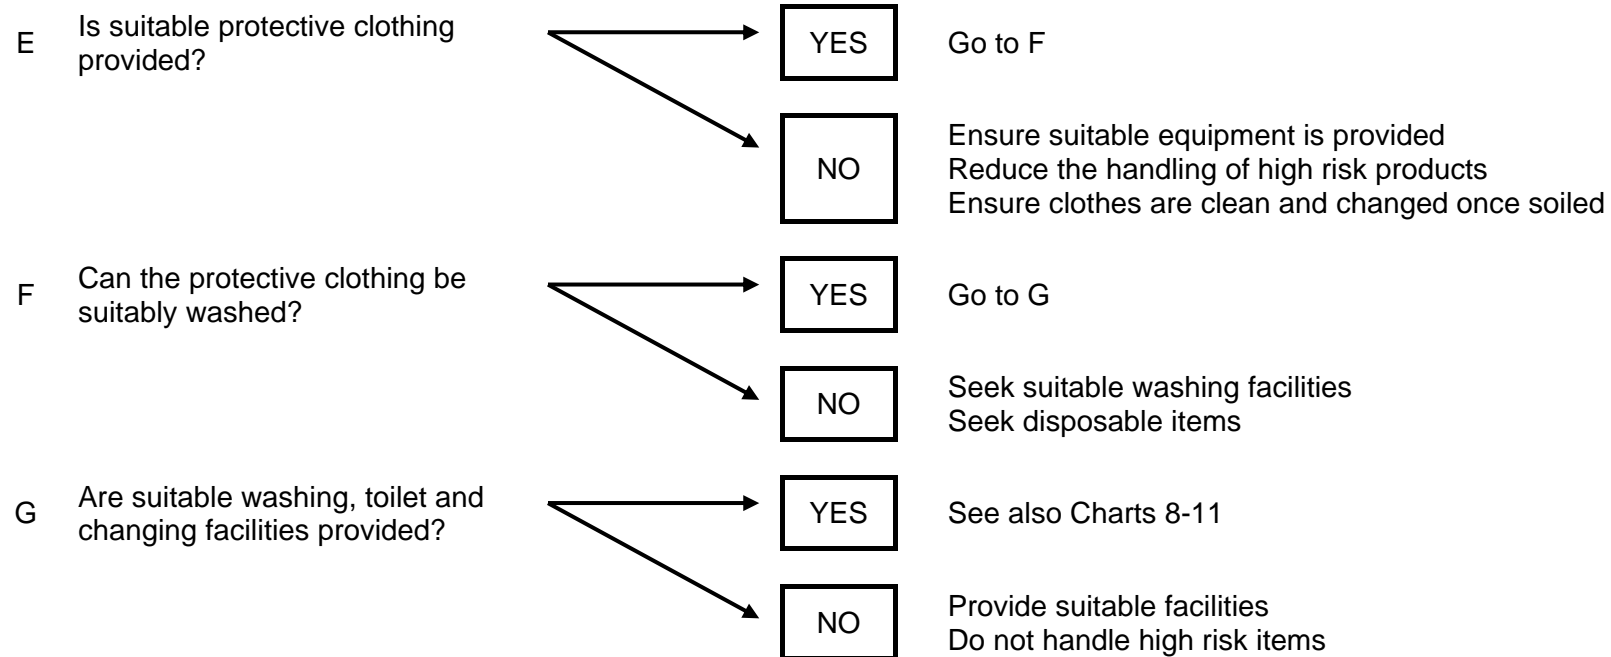 E Is suitable protective clothing
provided?
YES Go to F
NO Ensure suitable equipment is provided
Reduce the handling of high risk products
Ensure clothes are clean and changed once soiled
F Can the protective clothing be
suitably washed?
YES Go to G
NO Seek suitable washing facilities
Seek disposable items
G Are suitable washing, toilet and
changing facilities provided?
YES See also Charts 8-11
NO Provide suitable facilities
Do not handle high risk items